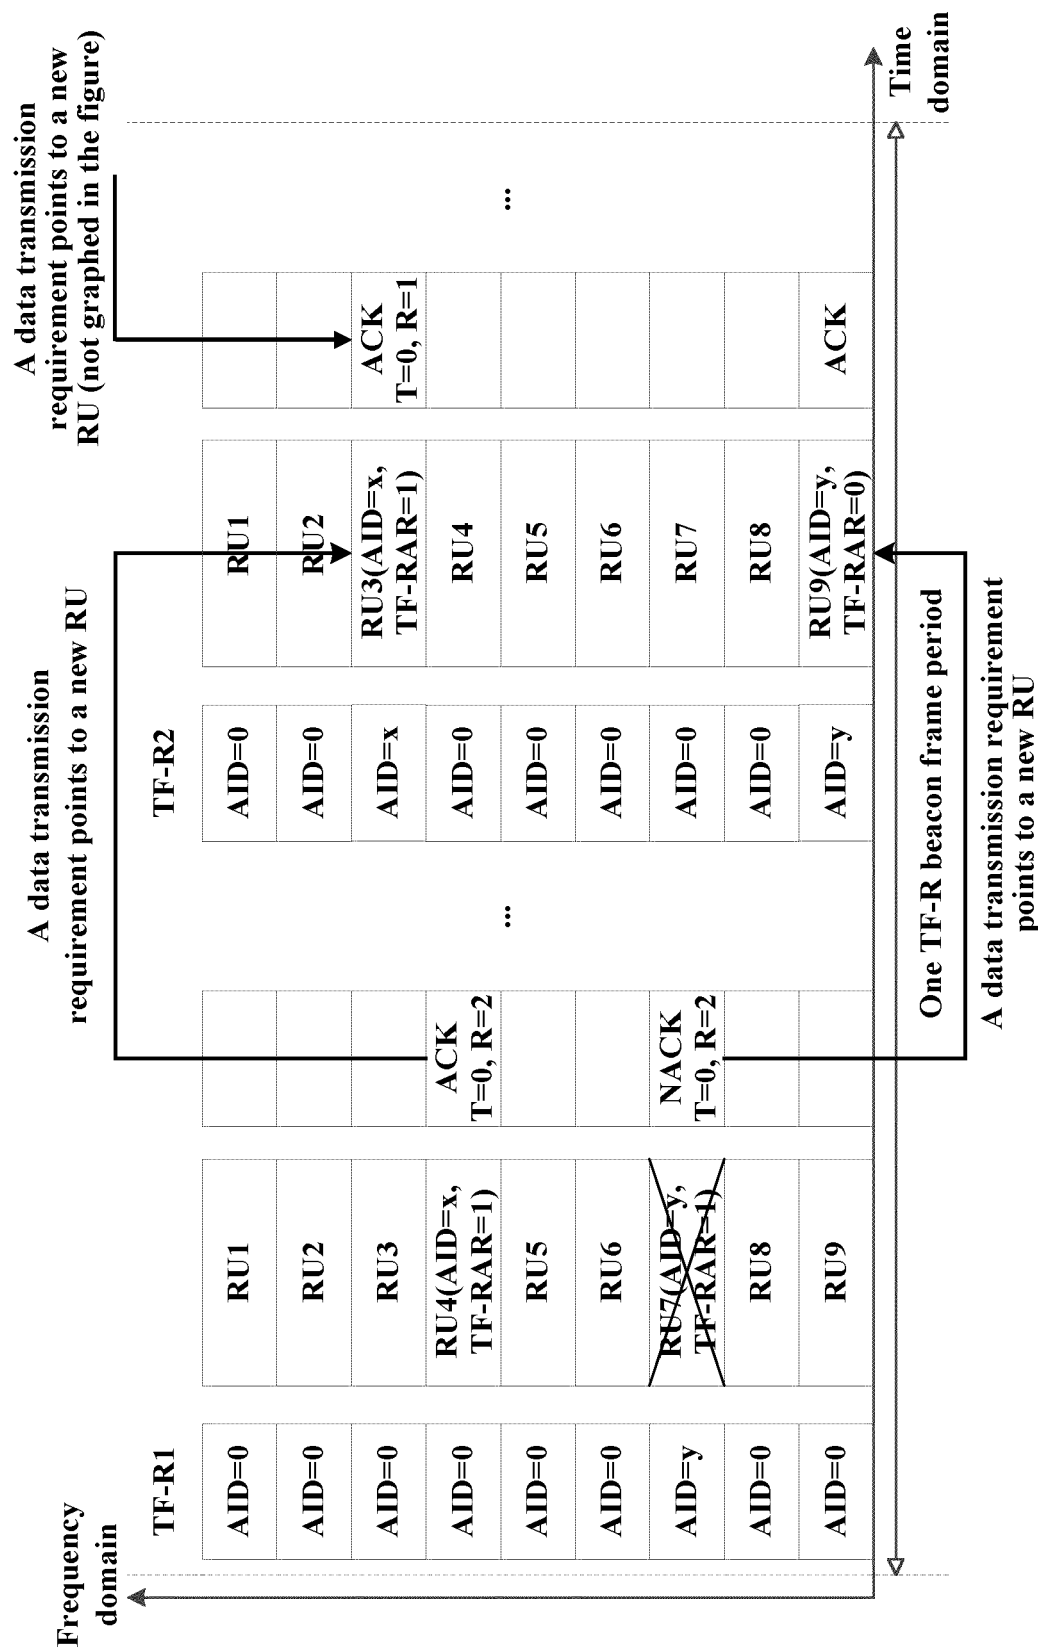 Frequency
domain
TF-R1
AID=0
AID=0
AID=0
AID=0
AID=0
AID=0
AID=y
AID=0
AID=0
RU1
RU2
RU3
RU4(AID=x,
TF-RAR=1)
RU5
RU6
RU7(AID=y,
TF-RAR=1)
RU8
RU9
ACK
T=0, R=2
NACK
T=0, R=2
...
A data transmission
requirement points to a new RU
TF-R2
AID=0
AID=0
AID=x
AID=0
AID=0
AID=0
AID=0
AID=0
AID=y
RU1
RU2
RU3(AID=x,
TF-RAR=1)
RU4
RU5
RU6
RU7
RU8
RU9(AID=y,
TF-RAR=0)
A data transmission
requirement points to a new
RU (not graphed in the figure)
ACK
T=0, R=1
ACK
...
Time
domain
One TF-R beacon frame period
A data transmission requirement
points to a new RU